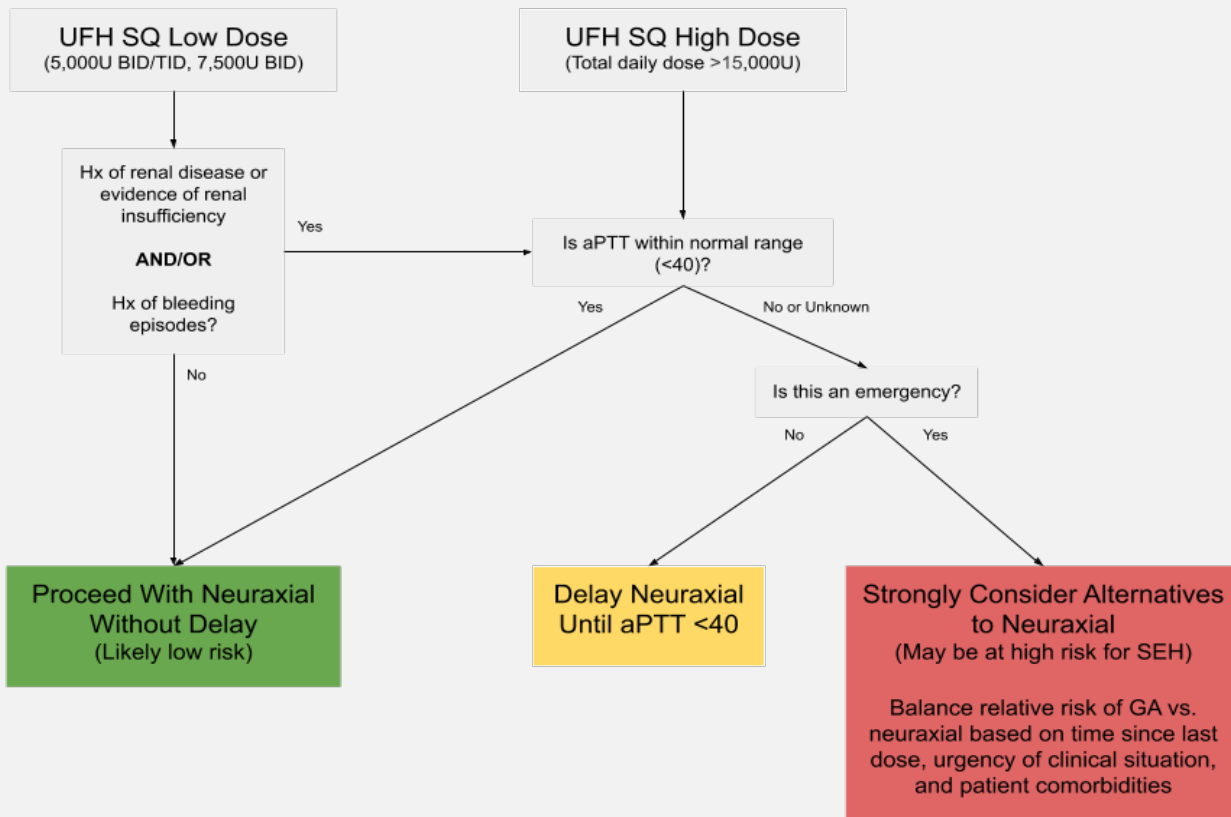 UFH SQ Low Dose
(5,000U BID/TID, 7,500U BID)
UFH SQ High Dose
(Total daily dose >15,000U)
Hx of renal disease or
evidence of renal
insufficiency
AND/OR
Hx of bleeding
episodes?
Yes
Is aPTT within normal range
(<40)?
Yes
No or Unknown
No
Is this an emergency?
No
Yes
Proceed With Neuraxial
Without Delay
(Likely low risk)
Delay Neuraxial
Until aPTT <40
Strongly Consider Alternatives
to Neuraxial
(May be at high risk for SEH)
Balance relative risk of GA vs.
neuraxial based on time since last
dose, urgency of clinical situation,
and patient comorbidities